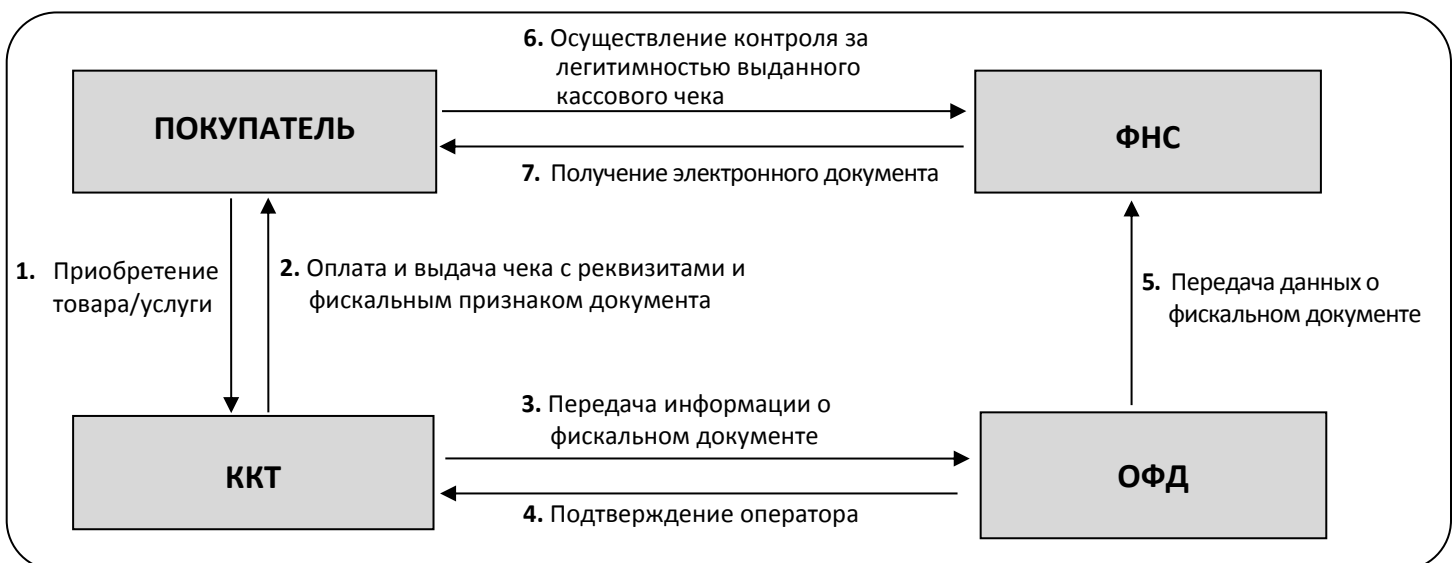 6. Осуществление контроля за
легитимностью выданного
кассового чека
ПОКУПАТЕЛЬ
ФНС
7. Получение электронного документа
1. Приобретение
товара/услуги
2. Оплата и выдача чека с реквизитами и
фискальным признаком документа
5. Передача данных о
фискальном документе
3. Передача информации о
фискальном документе
ККТ
ОФД
4. Подтверждение оператора